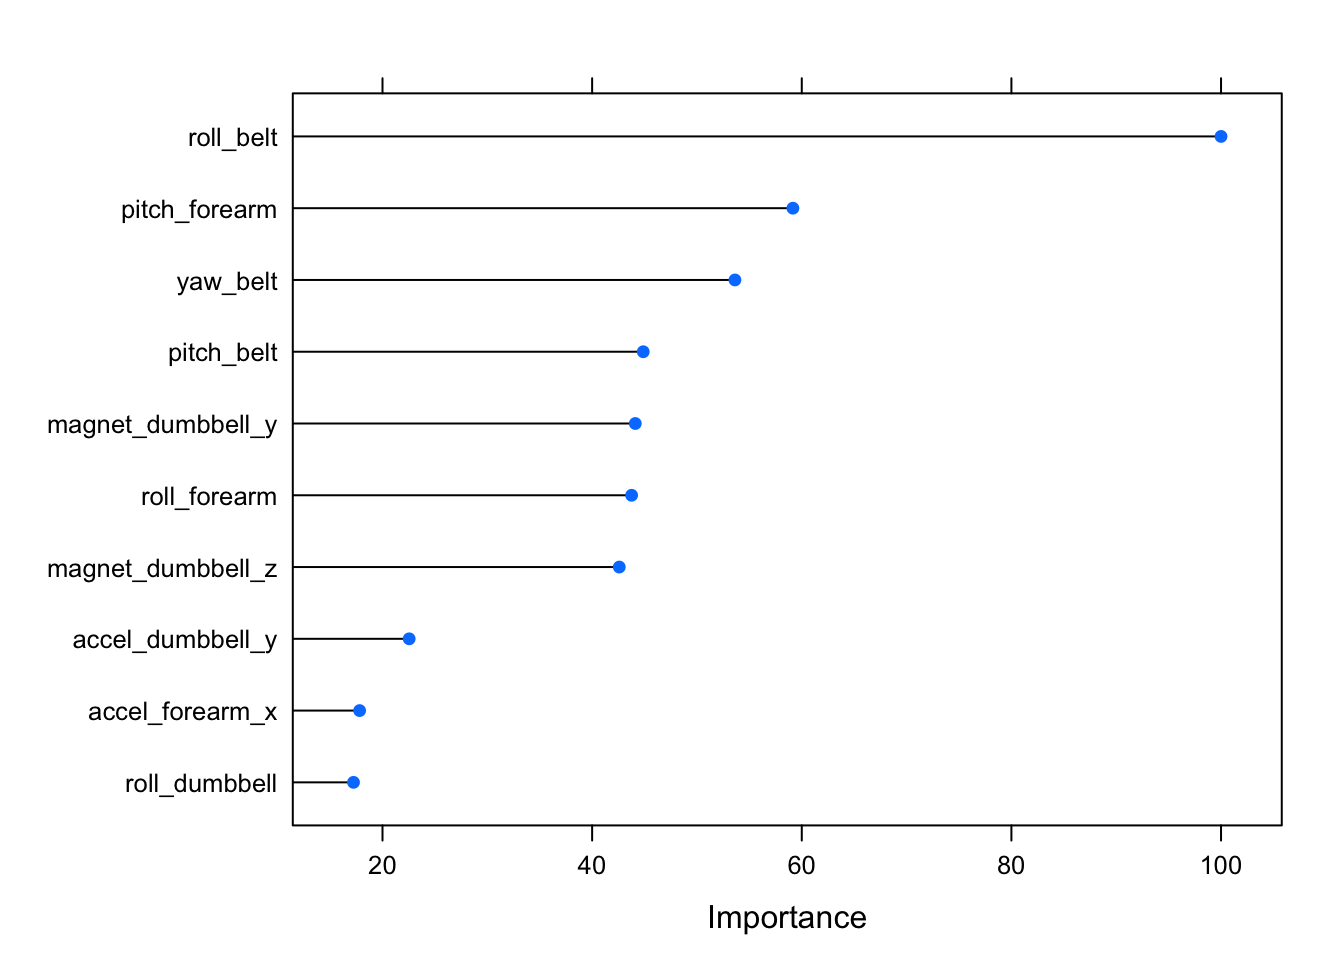 roll_belt
pitch_forearm
yaw_belt
pitch_belt
magnet_dumbbell_y
roll_forearm
magnet_dumbbell_z
accel_dumbbell_y
accel_forearm_x
roll_dumbbell
20 40 60 80 100
Importance